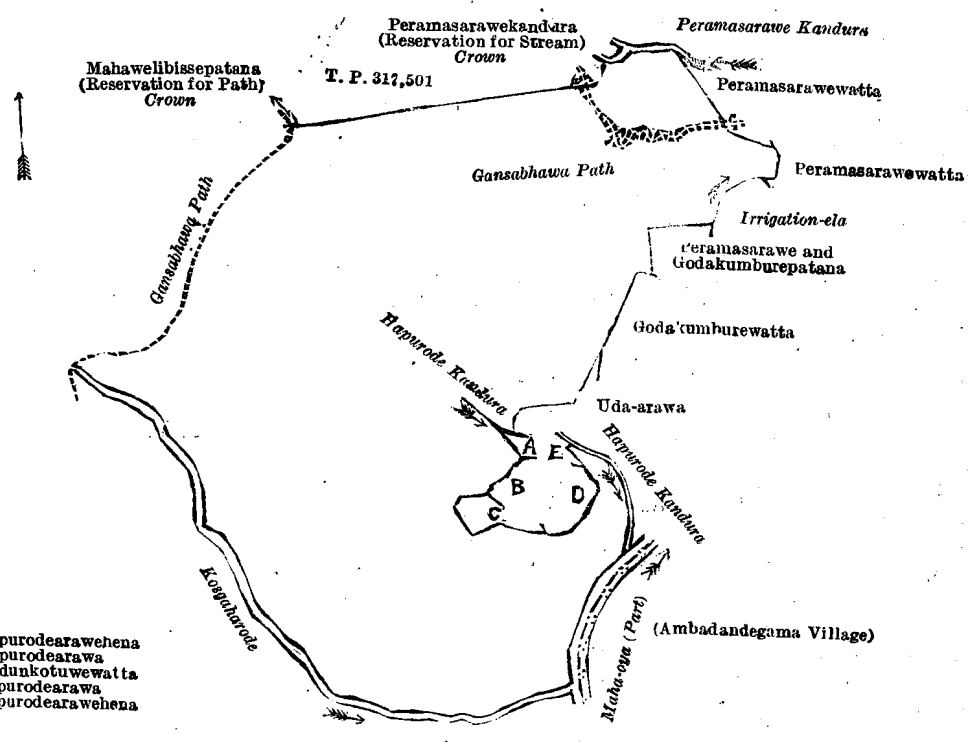 Peramasarawekandura
(Reservation for Stream)
Crown
Peramasarawe Kandura
Mahawelibissepatana
(Reservation for Path)
Crown
T. P. 317,501
Peramasarawewatta
Gansabhawa Path
Peramasarawewatta
Irrigation-ela
Gansabhawa Path
Peramasarawe and
Godakumburepatana
Godakumburewatta
Hapurode Kandura
Uda-arawa
Hapurode Kandura
A
E
B
D
C
Kosgaharode
Maha-oya (Part)
(Ambadandegama Village)
purodearawehena
purodearawa
dunkotuwewatta
purodearawa
purodearawehena